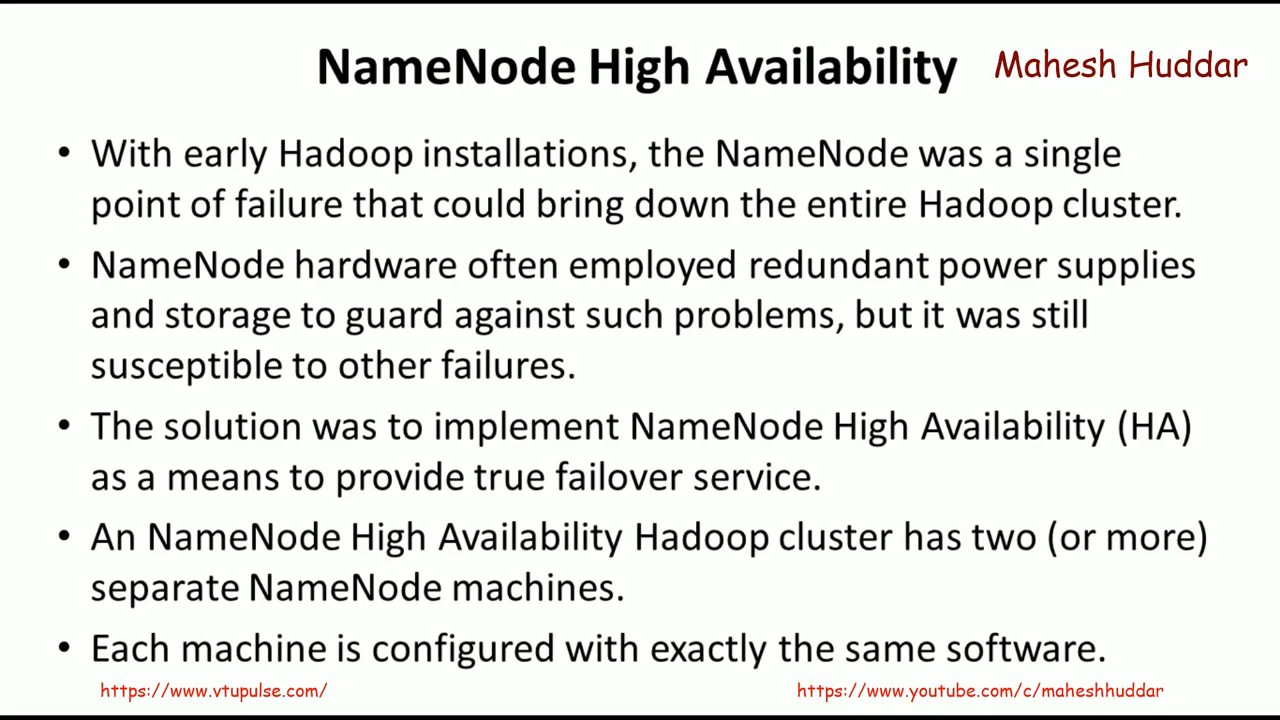 NameNode High Availability
Mahesh Huddar
• With early Hadoop installations, the NameNode was a single
point of failure that could bring down the entire Hadoop cluster.
• NameNode hardware often employed redundant power supplies
and storage to guard against such problems, but it was still
susceptible to other failures.
• The solution was to implement NameNode High Availability (HA)
as a means to provide true failover service.
• An NameNode High Availability Hadoop cluster has two (or more)
separate NameNode machines.
• Each machine is configured with exactly the same software.
https://www.vtupulse.com/
https://www.youtube.com/c/maheshhuddar